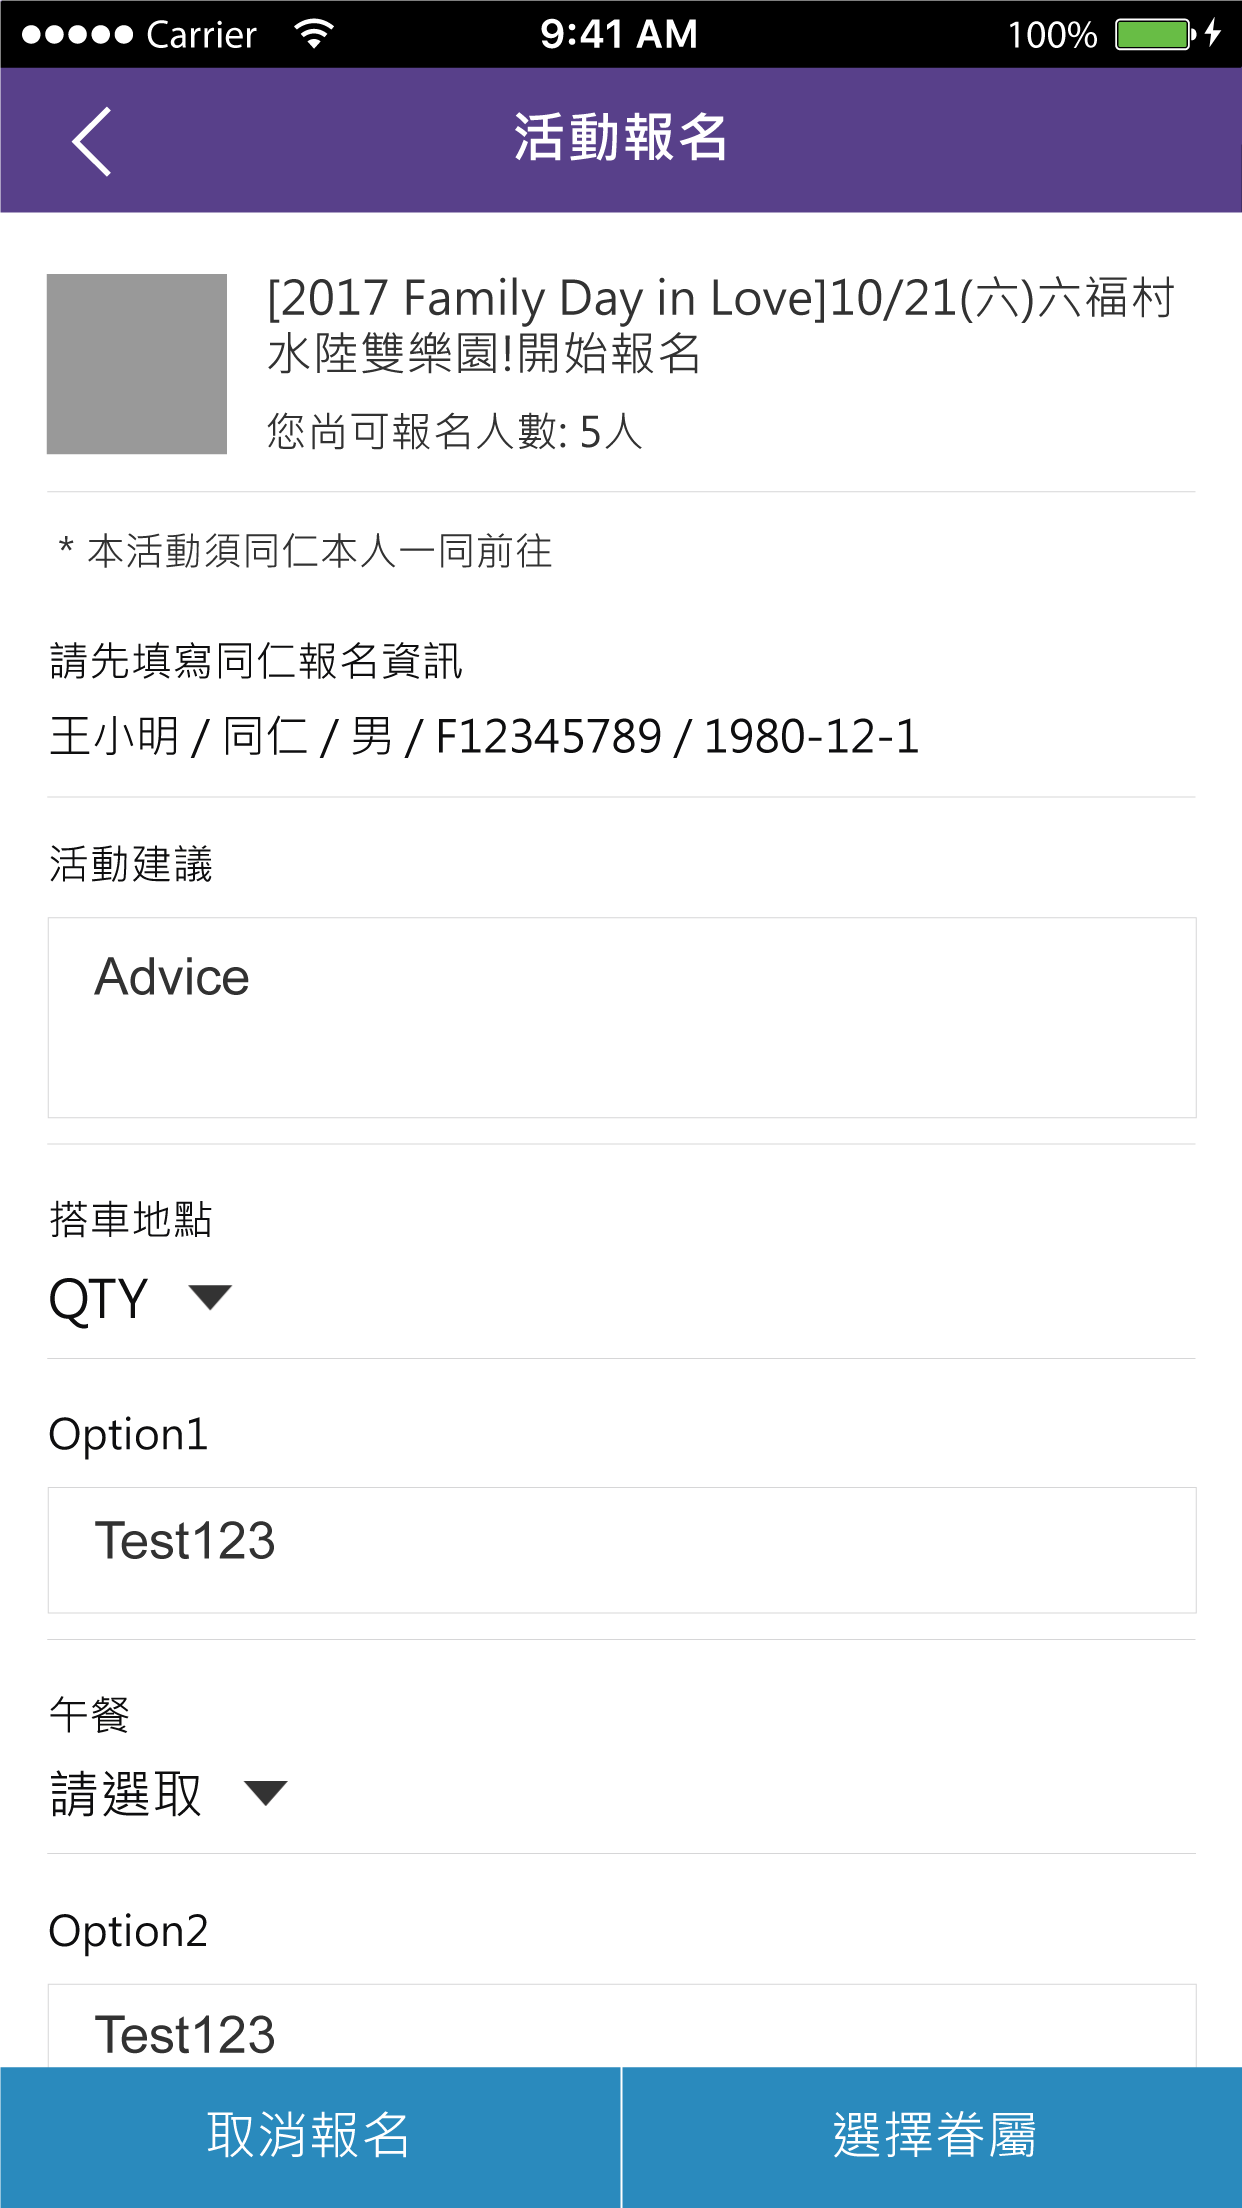 Carrier 9:41 AM 100%
活動報名
[2017 Family Day in Love]10/21(六)六福村
水陸雙樂園!開始報名
您尚可報名人數: 5人
* 本活動須同仁本人一同前往
請先填寫同仁報名資訊
王小明 / 同仁 / 男 / F12345789 / 1980-12-1
活動建議
Advice
搭車地點
QTY
Option1
Test123
午餐
請選取
Option2
Test123
取消報名 選擇眷屬